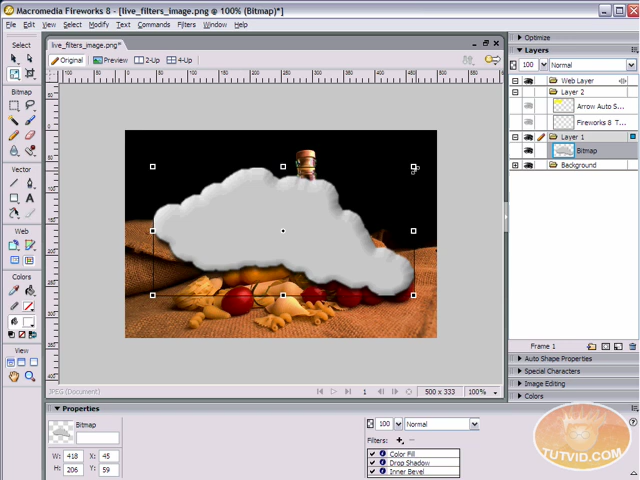 Macromedia Fireworks 8 - [live_filters_image.png @ 100% (Bitmap)*]
File Edit View Select Modify Text Commands Filters Window Help
Select
live_filters_image.png*
Optimize
Layers
Original Preview 2-Up 4-Up
100 Normal
Web Layer
Layer 2
Arrow Auto S...
Fireworks 8 T...
Layer 1
Bitmap
Background
Bitmap
Vector
Web
Colors
View
Frame 1
Auto Shape Properties
Special Characters
Image Editing
Colors
JPEG (Document)
1
500 x 333
100%
Properties
Bitmap
100 Normal
Filters:
W: 418 X: 45
H: 206 Y: 59
Color Fill
Drop Shadow
Inner Bevel
TUTVID.COM